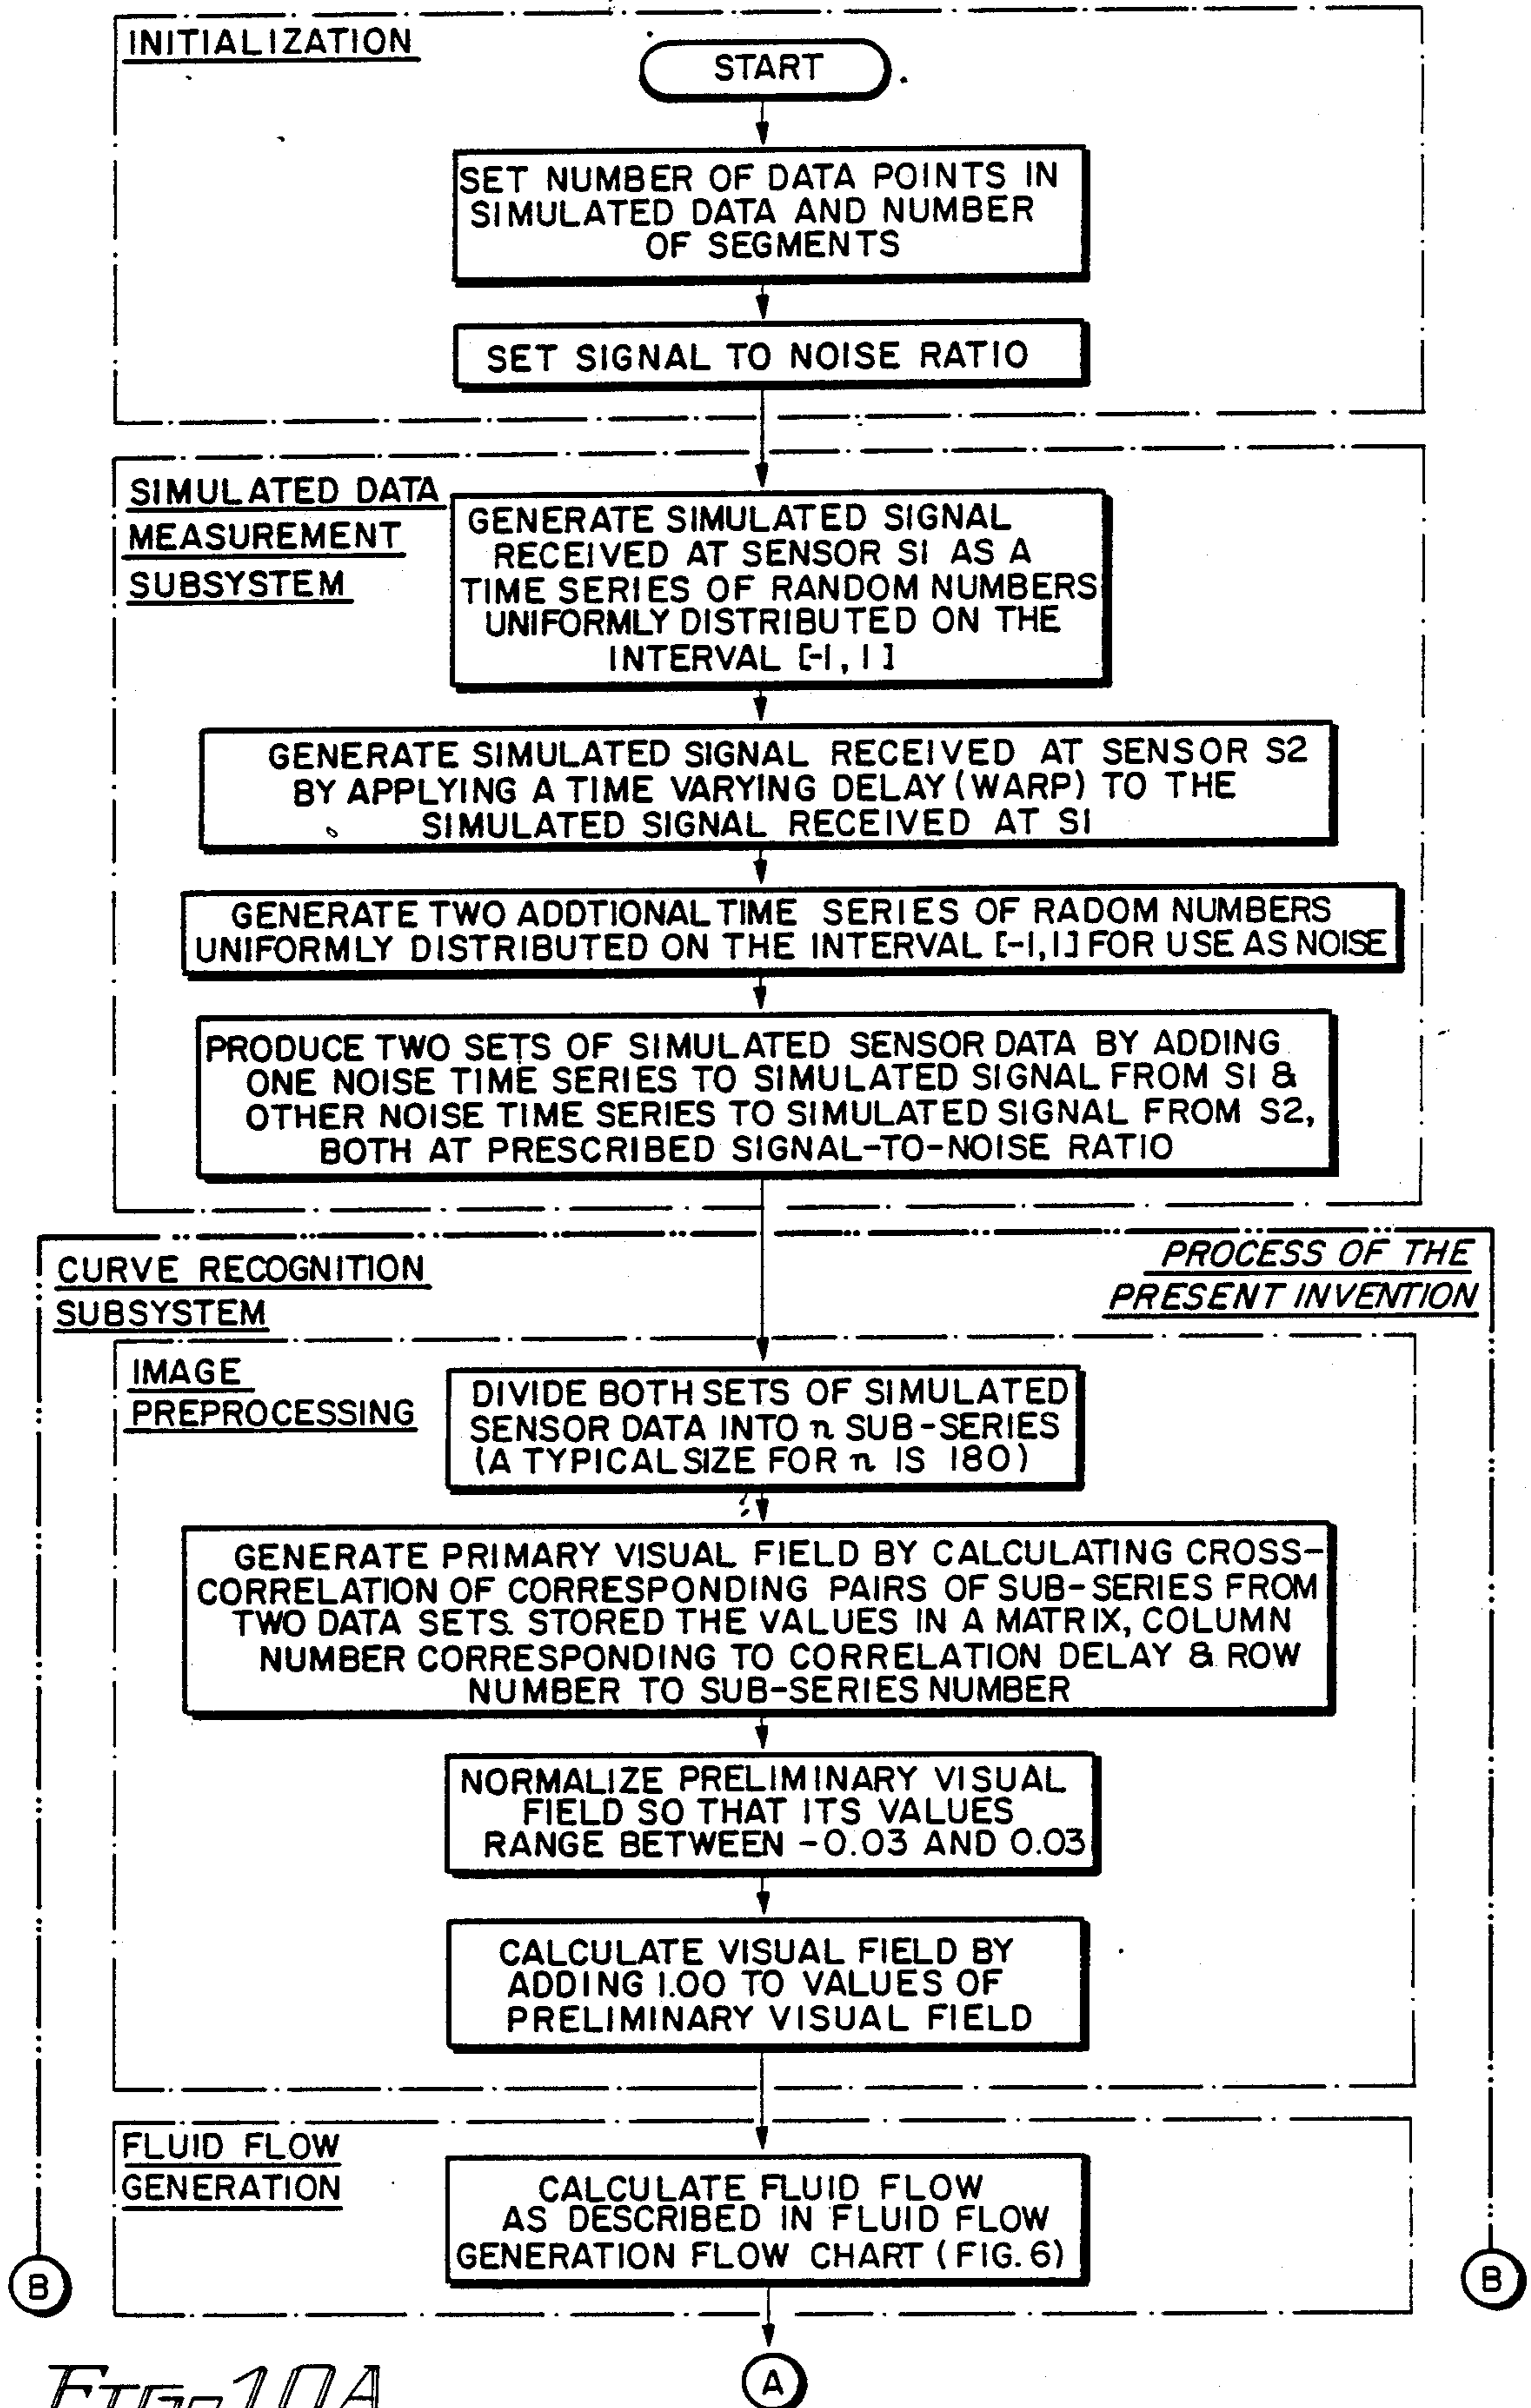 INITIALIZATION
START
SET NUMBER OF DATA POINTS IN
SIMULATED DATA AND NUMBER
OF SEGMENTS
SET SIGNAL TO NOISE RATIO
SIMULATED DATA
MEASUREMENT
SUBSYSTEM
GENERATE SIMULATED SIGNAL
RECEIVED AT SENSOR S1 AS A
TIME SERIES OF RANDOM NUMBERS
UNIFORMLY DISTRIBUTED ON THE
INTERVAL [-1, 1]
GENERATE SIMULATED SIGNAL RECEIVED AT SENSOR S2
BY APPLYING A TIME VARYING DELAY (WARP) TO THE
SIMULATED SIGNAL RECEIVED AT S1
GENERATE TWO ADDTIONAL TIME SERIES OF RADOM NUMBERS
UNIFORMLY DISTRIBUTED ON THE INTERVAL [-1,1] FOR USE AS NOISE
PRODUCE TWO SETS OF SIMULATED SENSOR DATA BY ADDING
ONE NOISE TIME SERIES TO SIMULATED SIGNAL FROM S1 &
OTHER NOISE TIME SERIES TO SIMULATED SIGNAL FROM S2,
BOTH AT PRESCRIBED SIGNAL-TO-NOISE RATIO
CURVE RECOGNITION
SUBSYSTEM
PROCESS OF THE
PRESENT INVENTION
IMAGE
PREPROCESSING
DIVIDE BOTH SETS OF SIMULATED
SENSOR DATA INTO n SUB-SERIES
(A TYPICAL SIZE FOR n IS 180)
GENERATE PRIMARY VISUAL FIELD BY CALCULATING CROSS-
CORRELATION OF CORRESPONDING PAIRS OF SUB-SERIES FROM
TWO DATA SETS. STORED THE VALUES IN A MATRIX, COLUMN
NUMBER CORRESPONDING TO CORRELATION DELAY & ROW
NUMBER TO SUB-SERIES NUMBER
NORMALIZE PRELIMINARY VISUAL
FIELD SO THAT ITS VALUES
RANGE BETWEEN -0.03 AND 0.03
CALCULATE VISUAL FIELD BY
ADDING 1.00 TO VALUES OF
PRELIMINARY VISUAL FIELD
FLUID FLOW
GENERATION
CALCULATE FLUID FLOW
AS DESCRIBED IN FLUID FLOW
GENERATION FLOW CHART (FIG. 6)
B
B
A
FIG. 10A